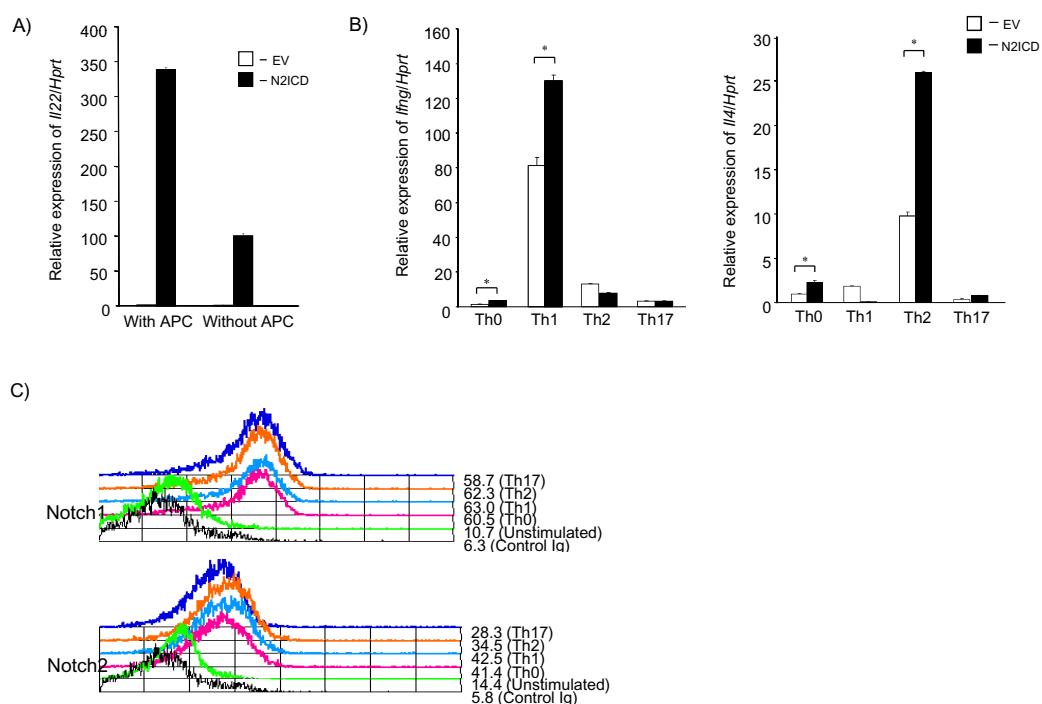 A)
Relative expression of Il22/Hprt
400
350
300
250
200
150
100
50
0
With APC
Without APC
– EV
– N2ICD
B)
Relative expression of Ifng/Hprt
160
140
120
100
80
60
40
20
0
*
*
Th0
Th1
Th2
Th17
Relative expression of Il4/Hprt
30
25
20
15
10
5
0
*
*
Th0
Th1
Th2
Th17
– EV
– N2ICD
C)
Notch1
58.7 (Th17)
62.3 (Th2)
63.0 (Th1)
60.5 (Th0)
10.7 (Unstimulated)
6.3 (Control Ig)
Notch2
28.3 (Th17)
34.5 (Th2)
42.5 (Th1)
41.4 (Th0)
14.4 (Unstimulated)
5.8 (Control Ig)